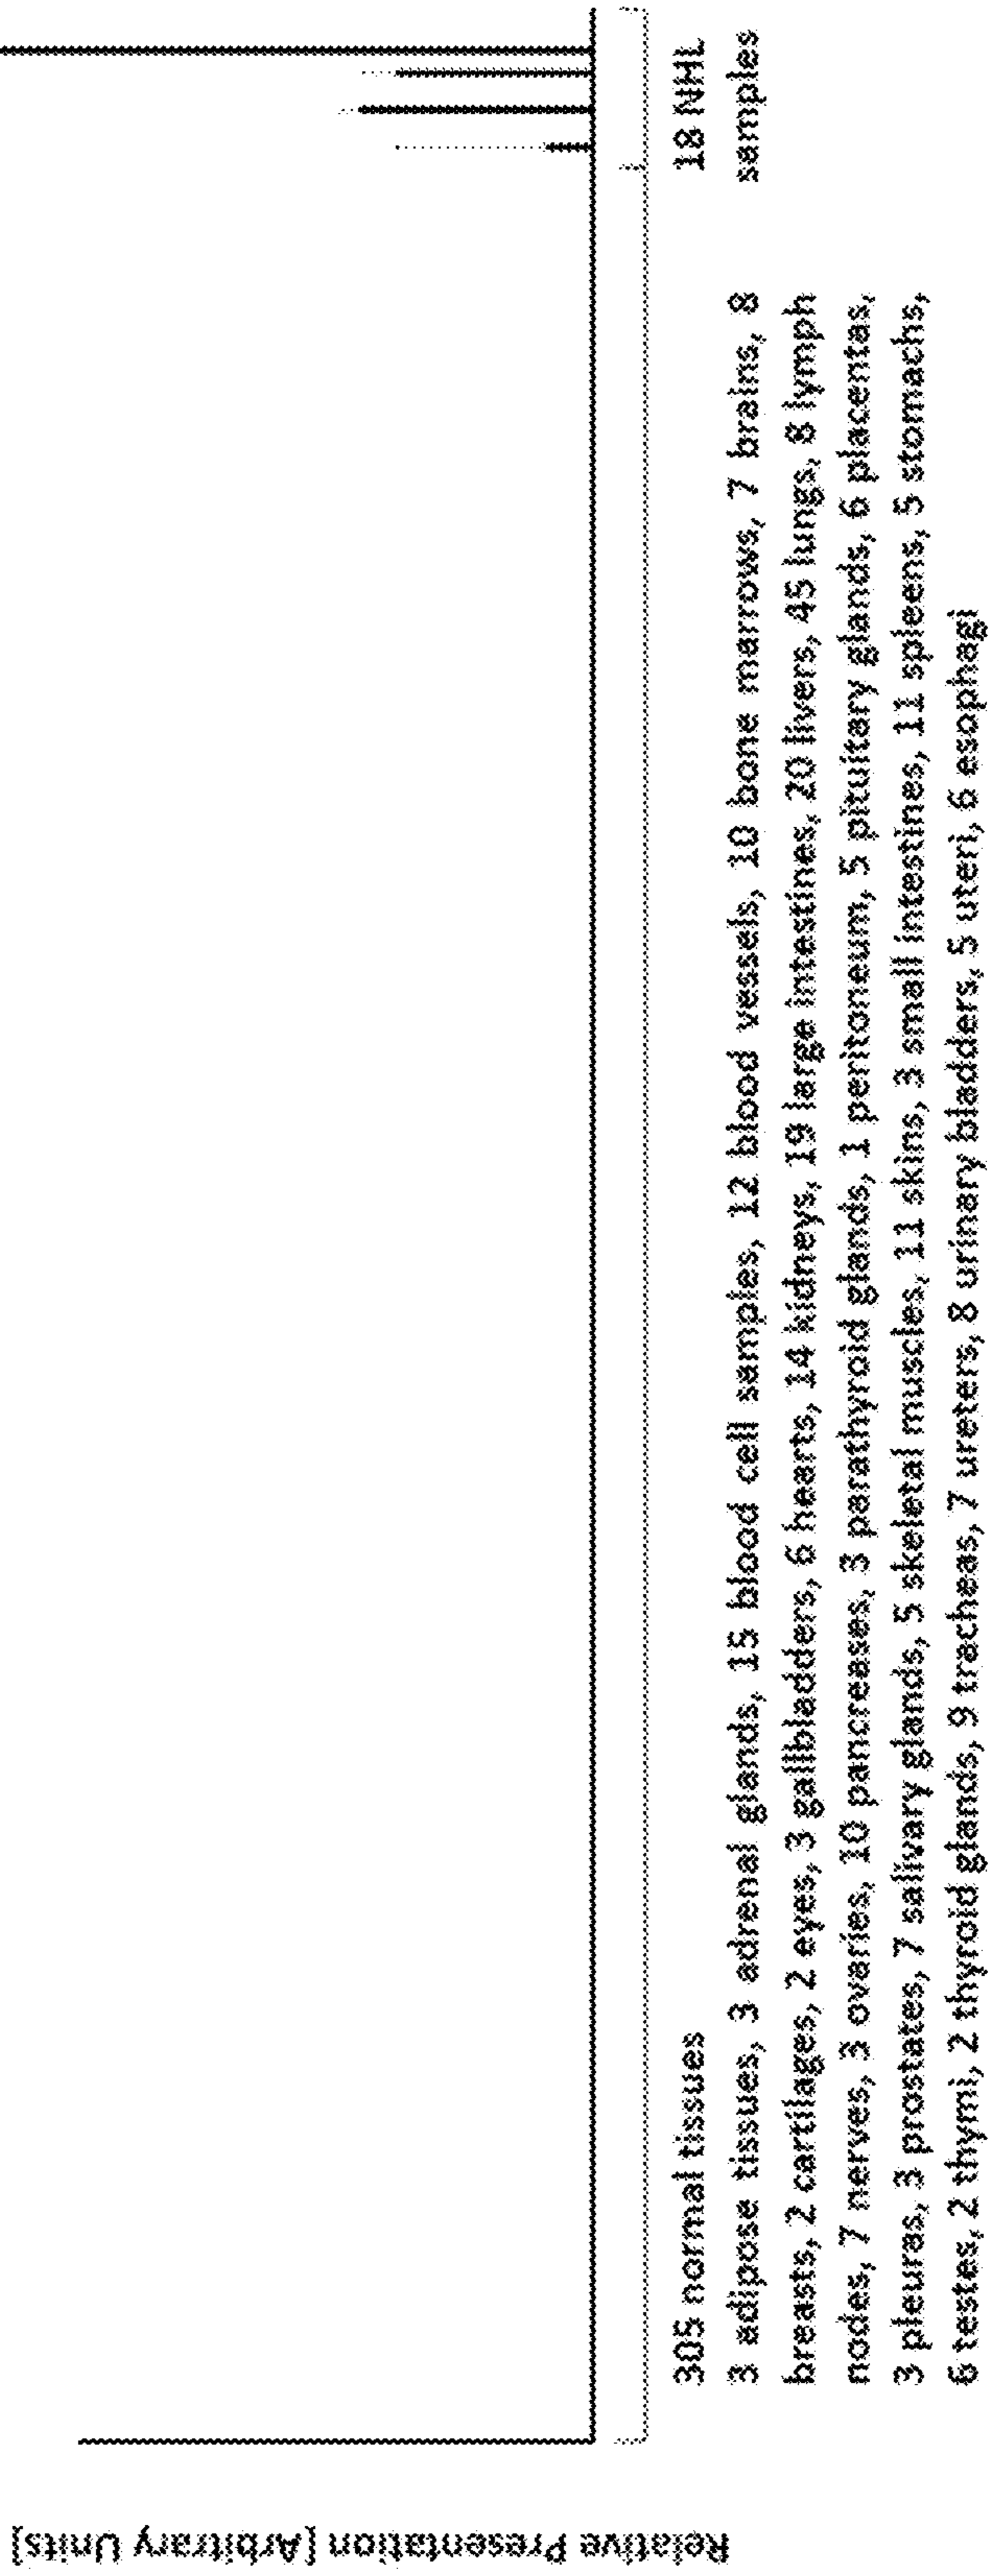 Relative Presentation [Arbitrary Units]
305 normal tissues
3 adipose tissues, 3 adrenal glands, 15 blood cell samples, 12 blood vessels, 10 bone marrows, 7 brains, 8
breasts, 2 cartilages, 2 eyes, 3 gallbladders, 6 hearts, 14 kidneys, 19 large intestines, 20 livers, 45 lungs, 8 lymph
nodes, 7 nerves, 3 ovaries, 10 pancreases, 3 parathyroid glands, 1 peritoneum, 5 pituitary glands, 6 placentas,
3 pleuras, 3 prostates, 7 salivary glands, 5 skeletal muscles, 11 skins, 3 small intestines, 11 spleens, 5 stomachs,
6 testes, 2 thymi, 2 thyroid glands, 9 tracheas, 7 ureters, 8 urinary bladders, 5 uteri, 6 esophagi
18 NHL
samples